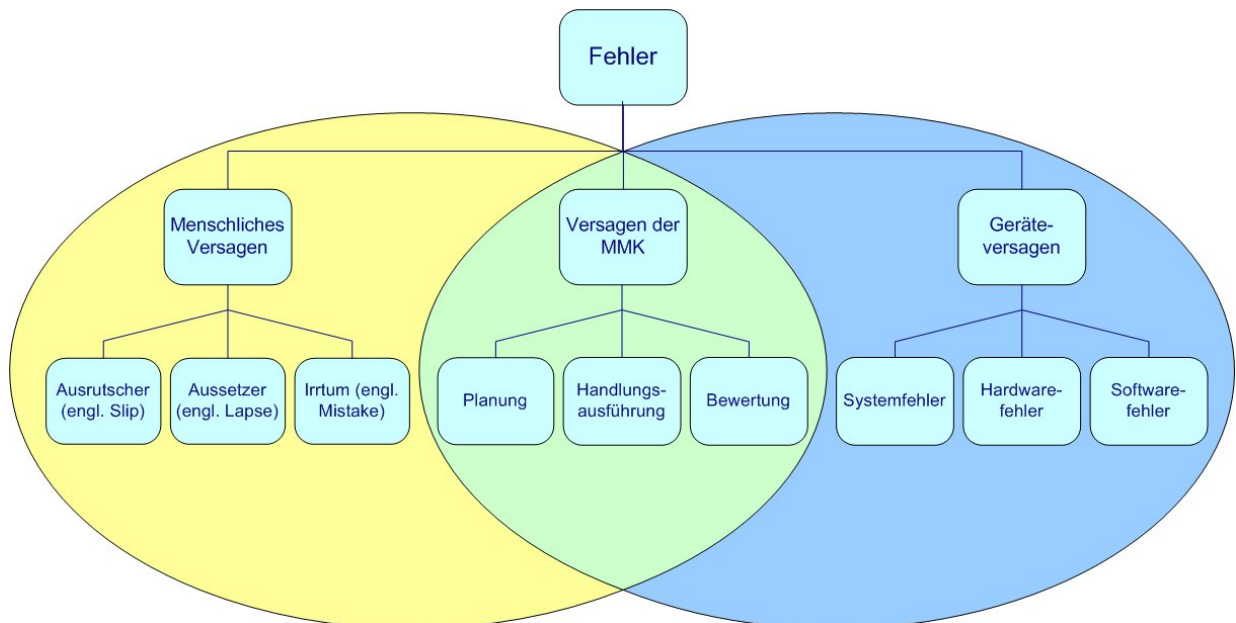 Fehler
Menschliches
Versagen
Versagen der
MMK
Geräte-
versagen
Ausrutscher
(engl. Slip)
Aussetzer
(engl. Lapse)
Irrtum (engl.
Mistake)
Planung
Handlungs-
ausführung
Bewertung
Systemfehler
Hardware-
fehler
Software-
fehler